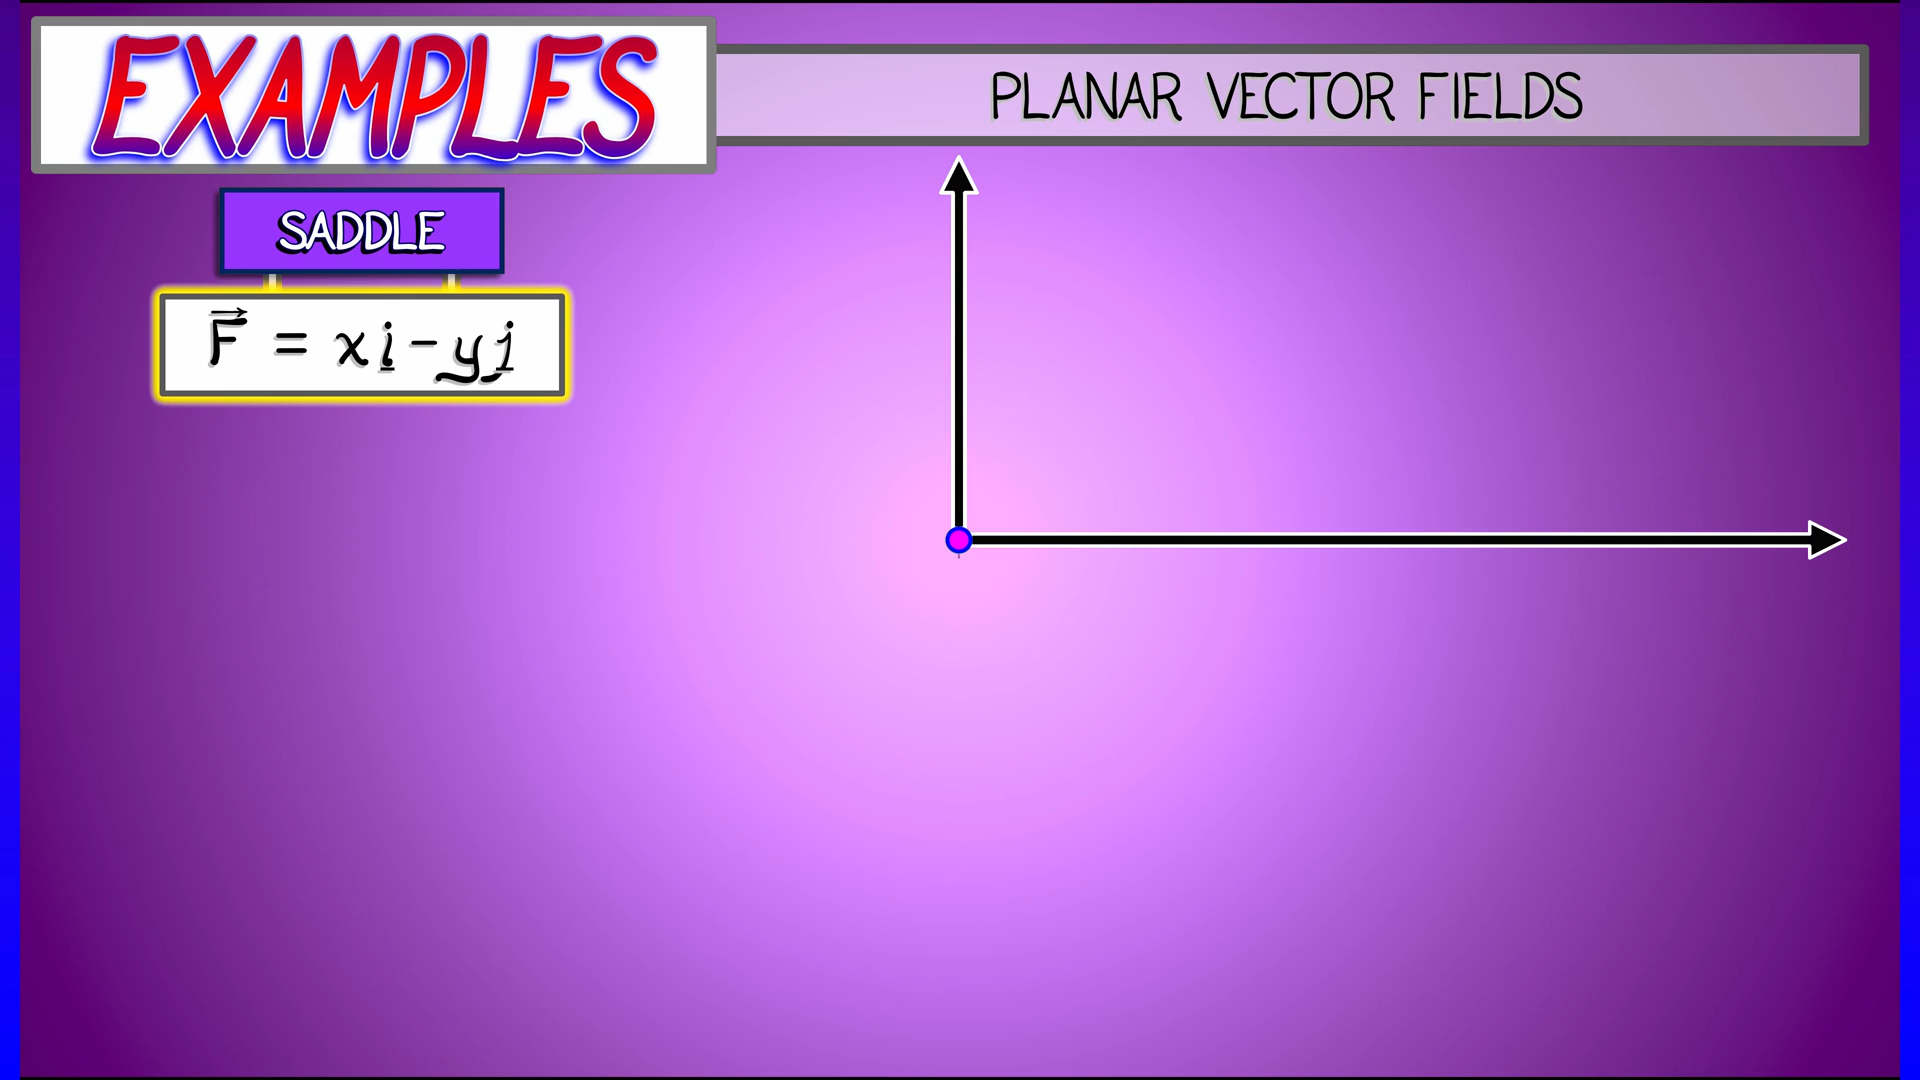 EXAMPLES
PLANAR VECTOR FIELDS
SADDLE
F⃗ = xi̲ - yj̲